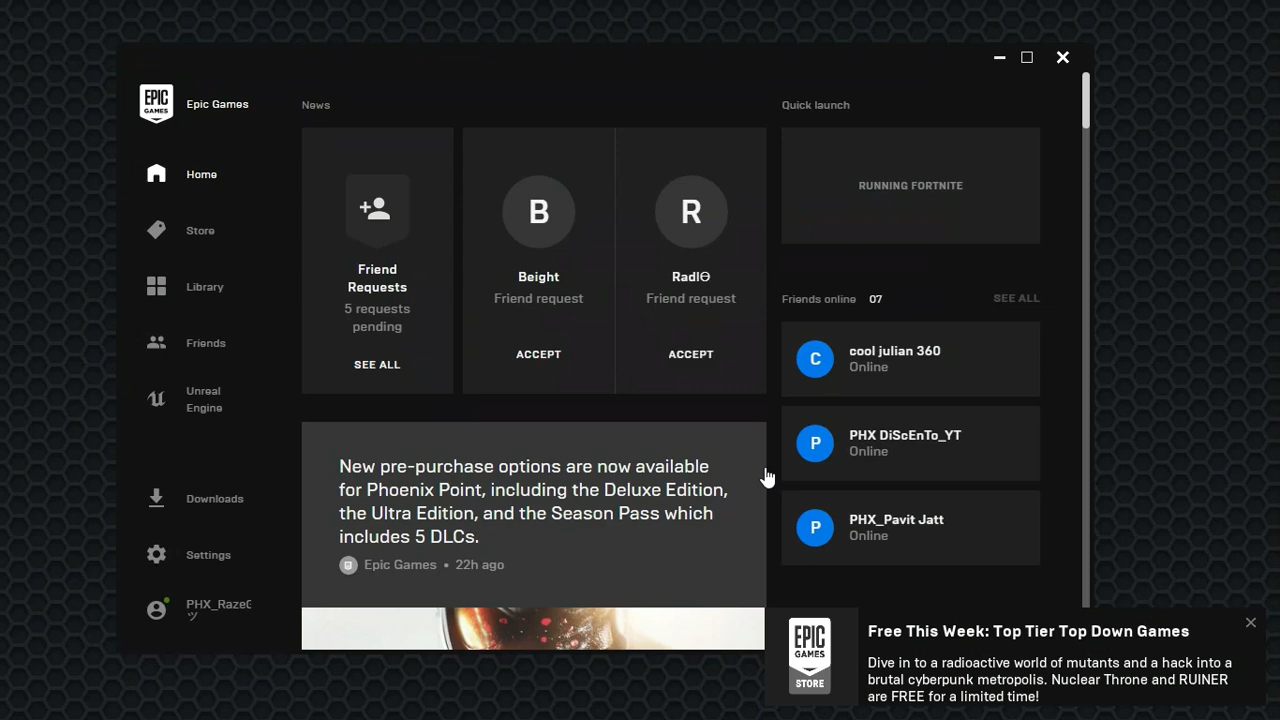 EPIC
GAMES
Epic Games
Home
Store
Library
Friends
Unreal
Engine
Downloads
Settings
PHX_Raze
ツ
News
Friend
Requests
5 requests
pending
SEE ALL
B
Beight
Friend request
ACCEPT
R
RadlƟ
Friend request
ACCEPT
New pre-purchase options are now available
for Phoenix Point, including the Deluxe Edition,
the Ultra Edition, and the Season Pass which
includes 5 DLCs.
Epic Games • 22h ago
Quick launch
RUNNING FORTNITE
Friends online 07
SEE ALL
C
cool julian 360
Online
P
PHX DiScEnTo_YT
Online
P
PHX_Pavit Jatt
Online
EPIC
GAMES
STORE
Free This Week: Top Tier Top Down Games
Dive in to a radioactive world of mutants and a hack into a
brutal cyberpunk metropolis. Nuclear Throne and RUINER
are FREE for a limited time!